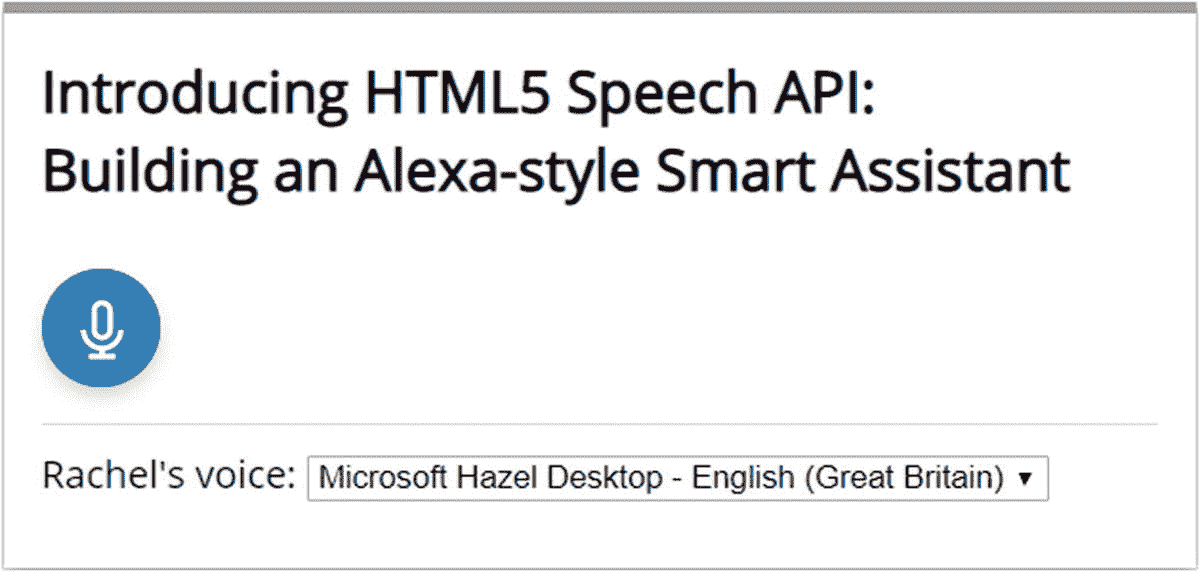 Introducing HTML5 Speech API:
Building an Alexa-style Smart Assistant
Rachel's voice: Microsoft Hazel Desktop - English (Great Britain)